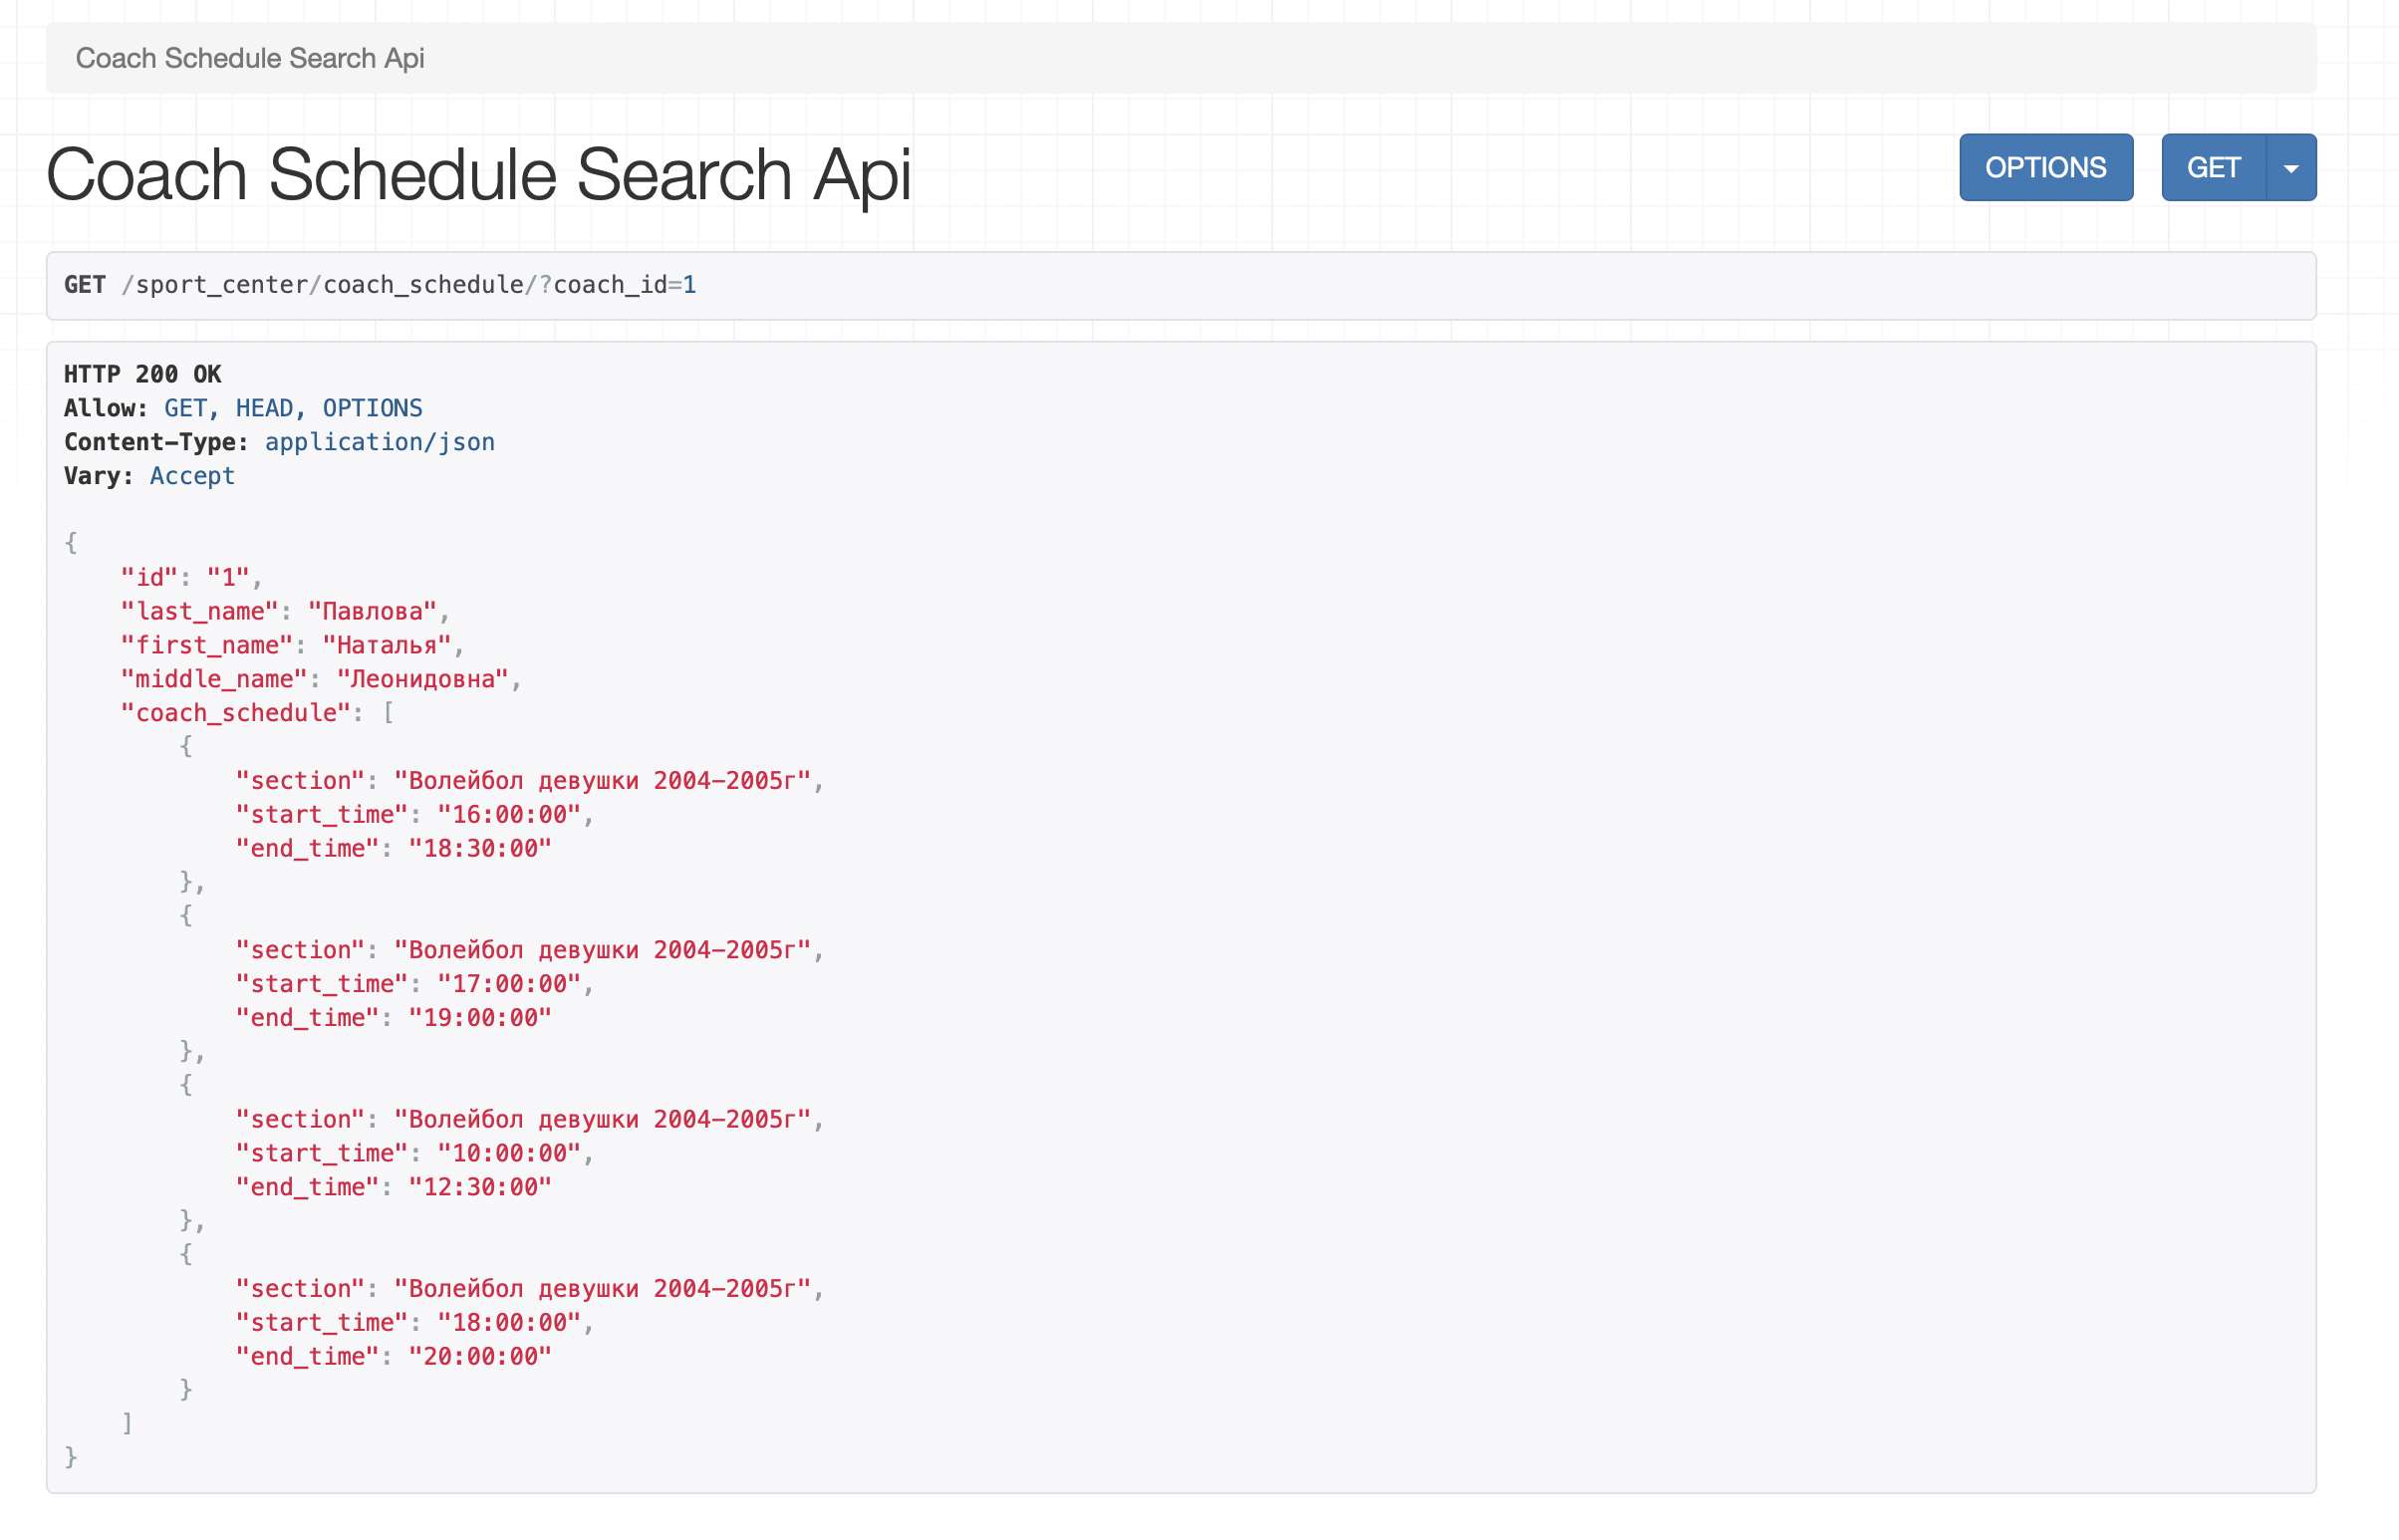 Coach Schedule Search Api
Coach Schedule Search Api
OPTIONS GET
GET /sport_center/coach_schedule/?coach_id=1
HTTP 200 OK
Allow: GET, HEAD, OPTIONS
Content-Type: application/json
Vary: Accept
{
"id": "1",
"last_name": "Павлова",
"first_name": "Наталья",
"middle_name": "Леонидовна",
"coach_schedule": [
{
"section": "Волейбол девушки 2004-2005г",
"start_time": "16:00:00",
"end_time": "18:30:00"
},
{
"section": "Волейбол девушки 2004-2005г",
"start_time": "17:00:00",
"end_time": "19:00:00"
},
{
"section": "Волейбол девушки 2004-2005г",
"start_time": "10:00:00",
"end_time": "12:30:00"
},
{
"section": "Волейбол девушки 2004-2005г",
"start_time": "18:00:00",
"end_time": "20:00:00"
}
]
}